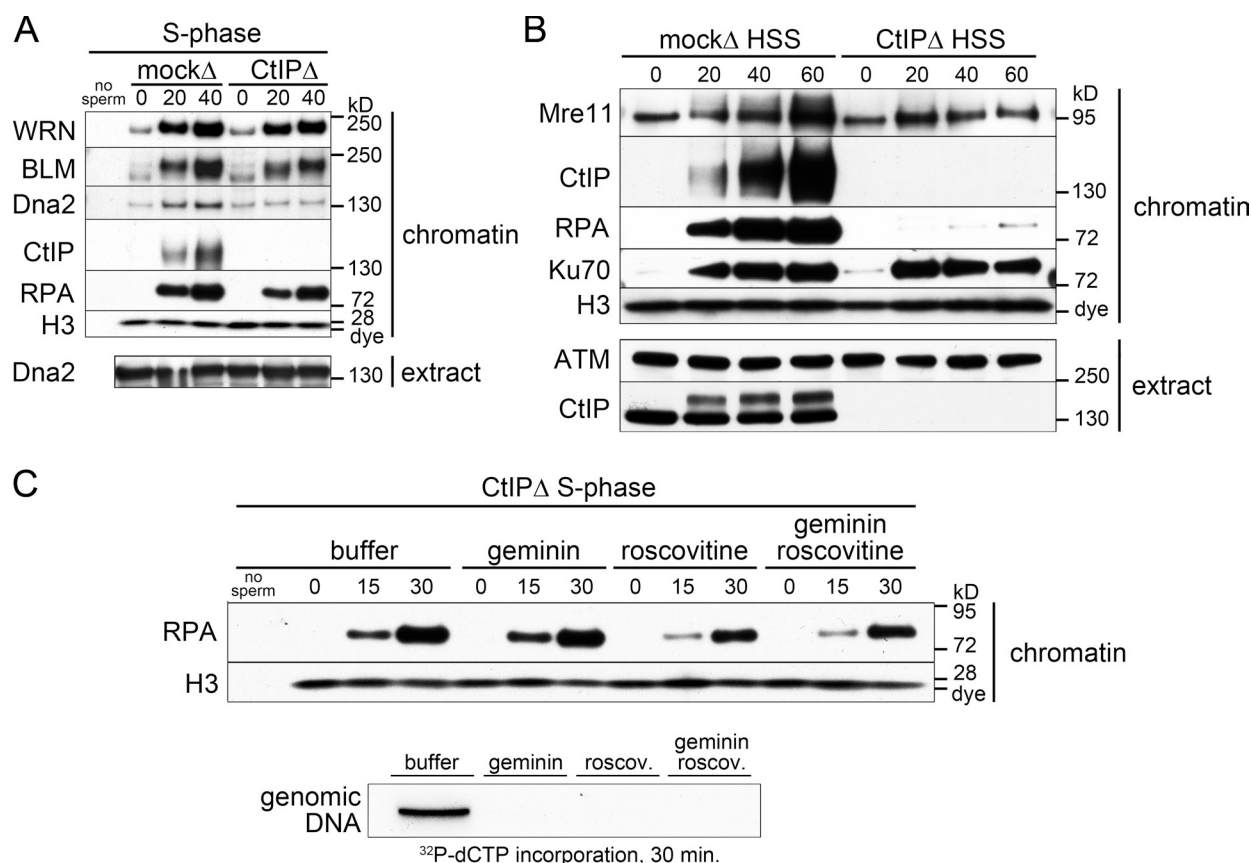 A
S-phase
mockΔ CtIPΔ
no
sperm 0 20 40 0 20 40 kD
WRN 250
BLM 250
Dna2 130
CtIP 130
RPA 72
H3 28
dye
chromatin
Dna2 130 extract
B
mockΔ HSS CtIPΔ HSS
0 20 40 60 0 20 40 60
kD
Mre11 95
CtIP 130
RPA 72
Ku70 72
H3 dye
chromatin
ATM 250
CtIP 130
extract
C
CtIPΔ S-phase
buffer geminin roscovitine geminin
roscovitine
no
sperm 0 15 30 0 15 30 0 15 30 0 15 30 kD
95
RPA 72
H3 28
dye
chromatin
buffer geminin roscov. geminin
roscov.
genomic
DNA
³²P-dCTP incorporation, 30 min.